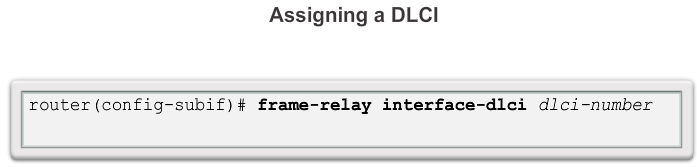 Assigning a DLCI
router(config-subif)# frame-relay interface-dlci dlci-number